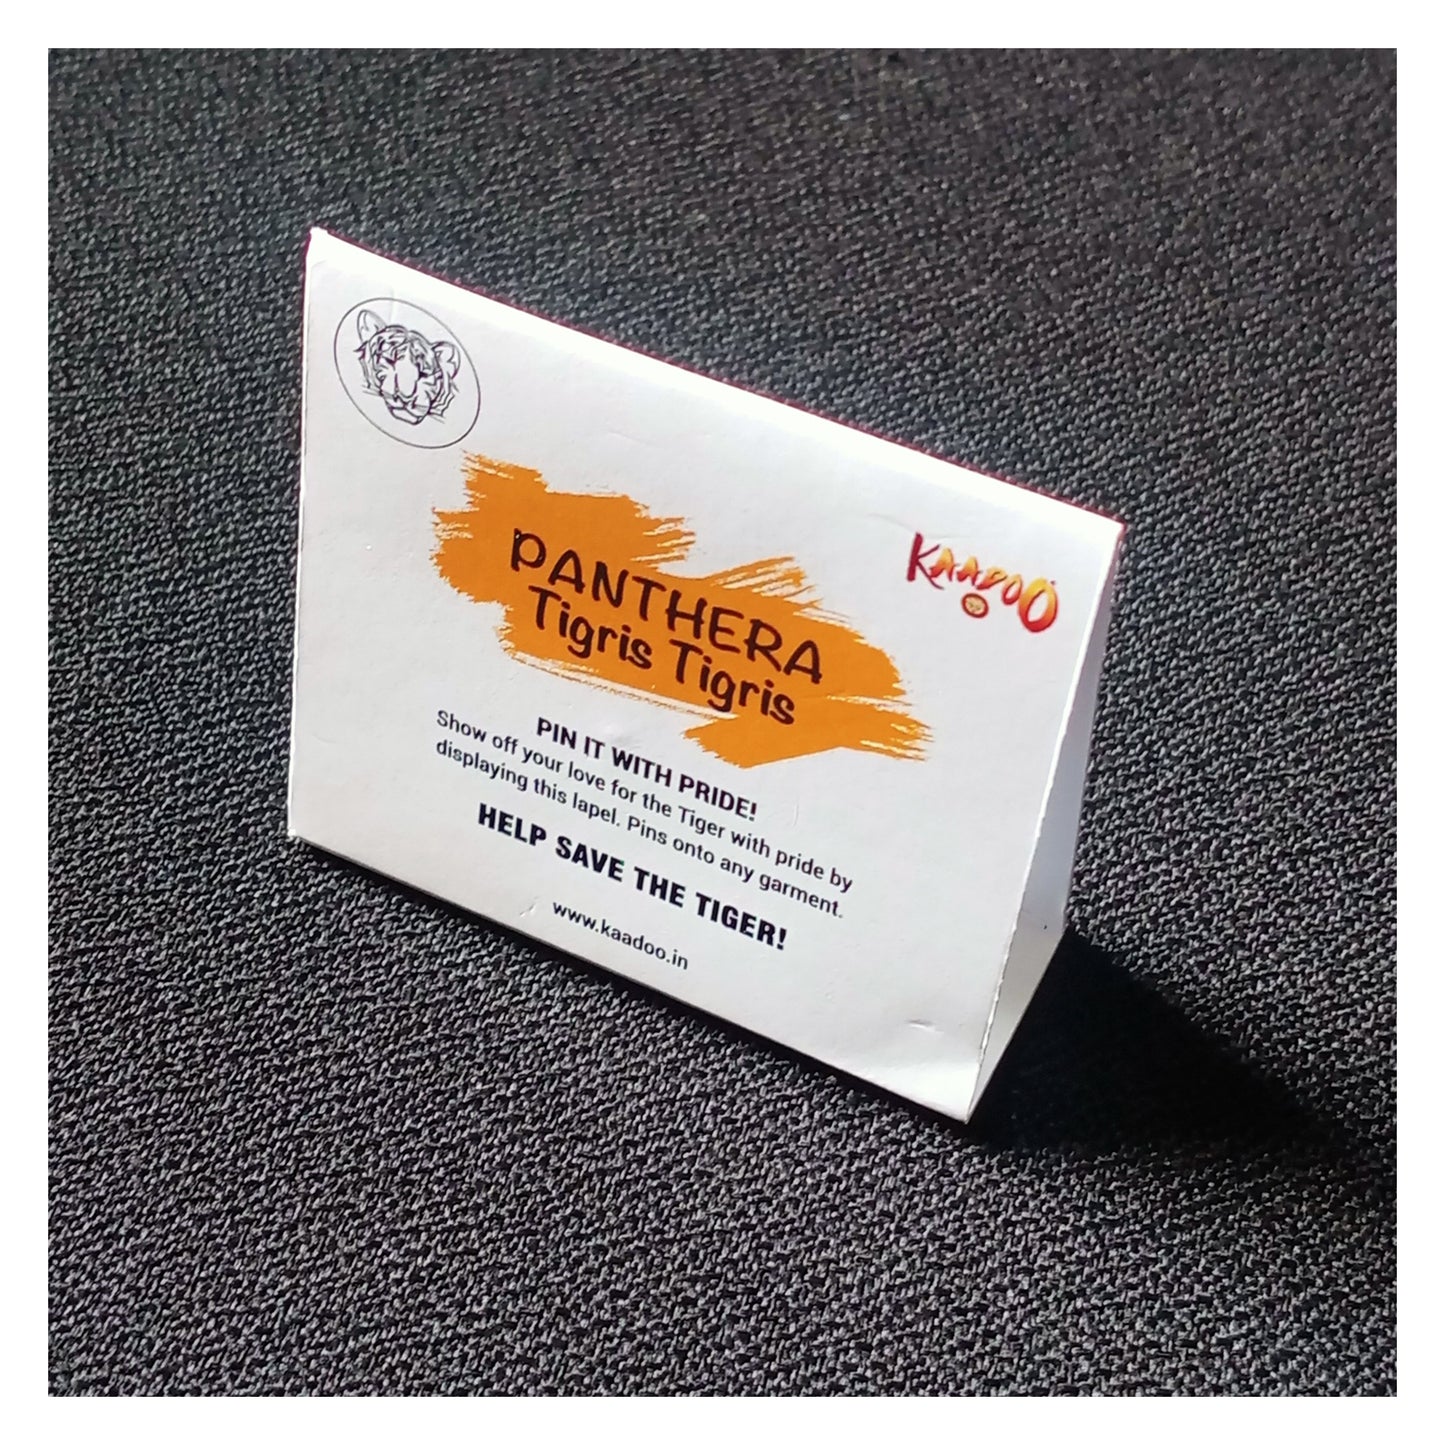 KAADOO
PANTHERA
Tigris Tigris
PIN IT WITH PRIDE!
Show off your love for the Tiger with pride by
displaying this lapel. Pins onto any garment.
HELP SAVE THE TIGER!
www.kaadoo.in